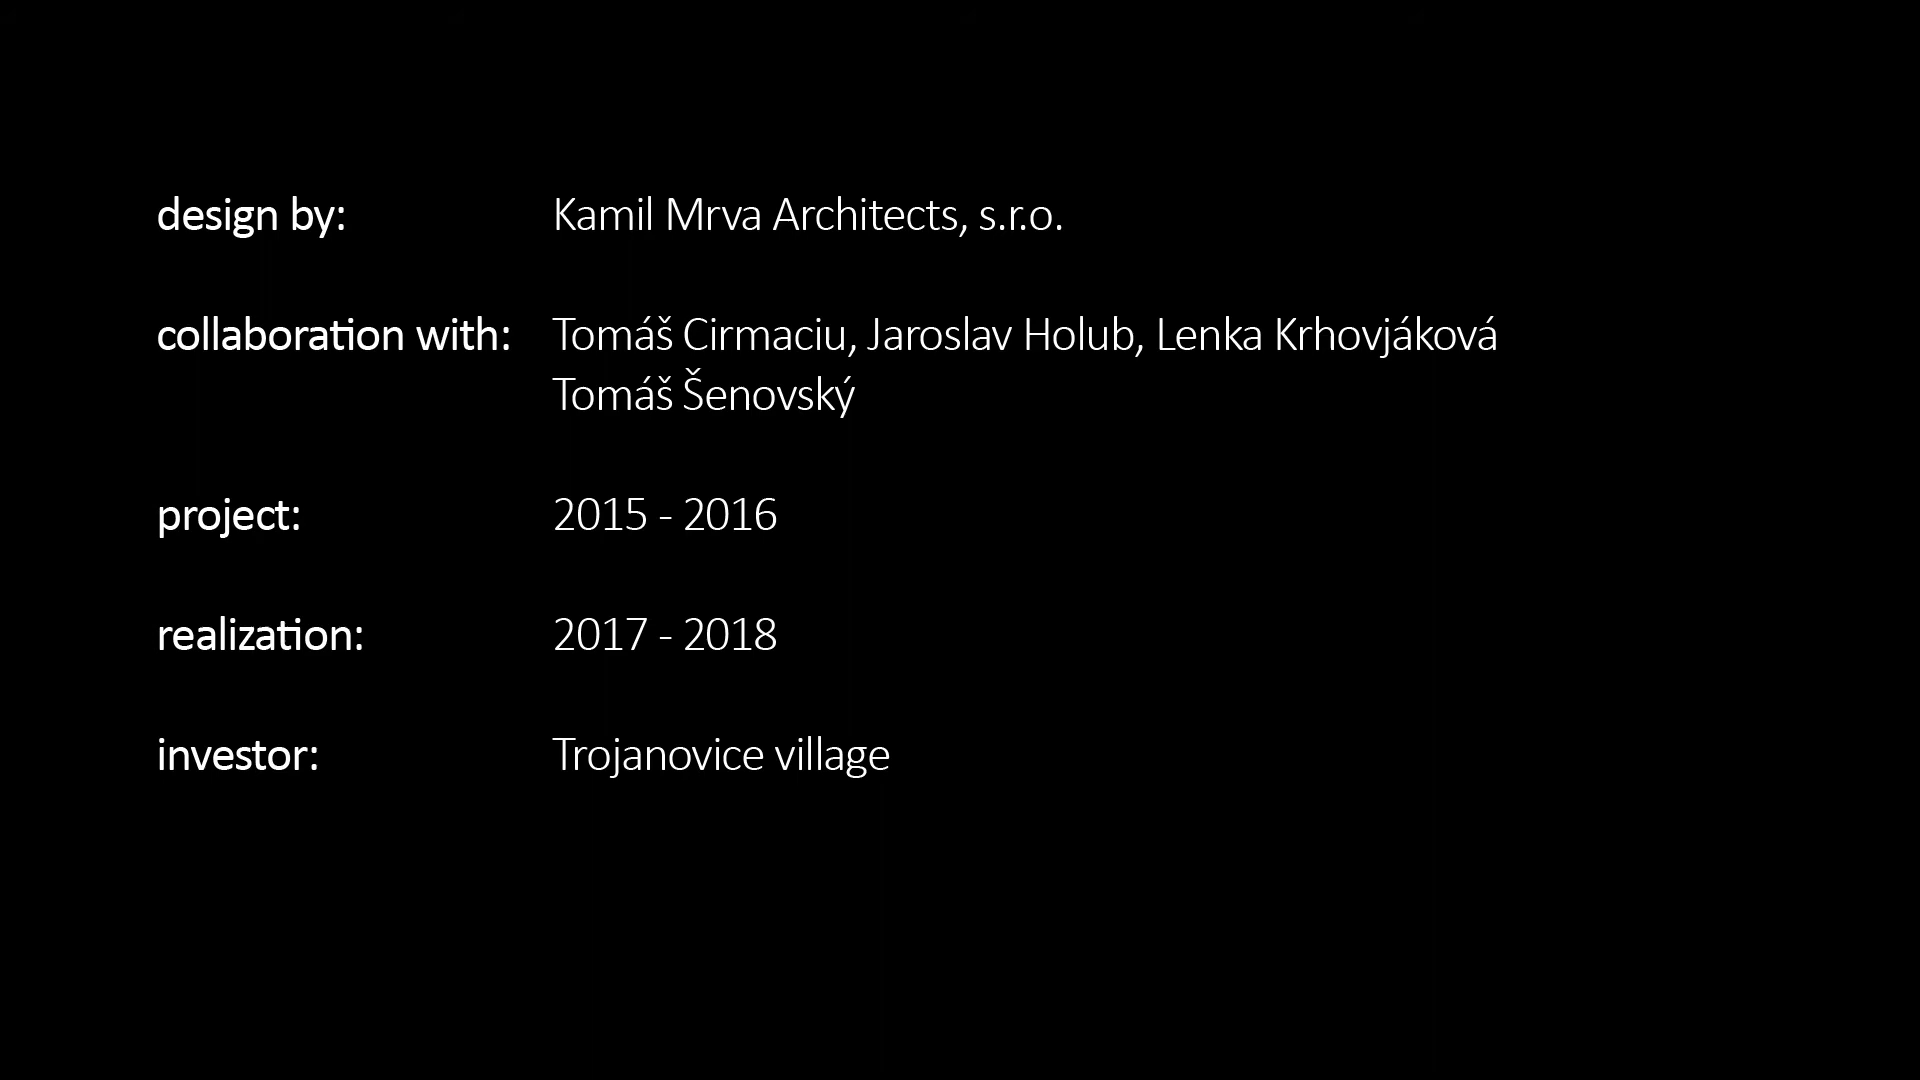 design by: Kamil Mrva Architects, s.r.o.
collaboration with: Tomáš Cirmaciu, Jaroslav Holub, Lenka Krhovjáková
Tomáš Šenovský
project: 2015 - 2016
realization: 2017 - 2018
investor: Trojanovice village